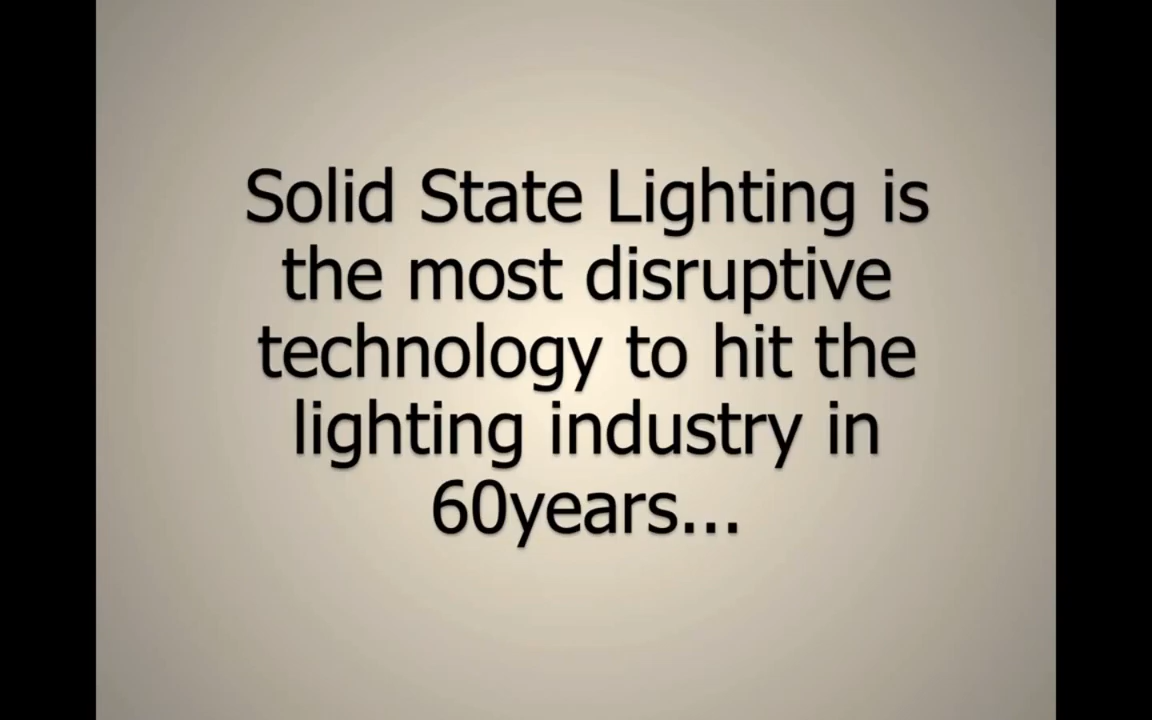 Solid State Lighting is
the most disruptive
technology to hit the
lighting industry in
60years...